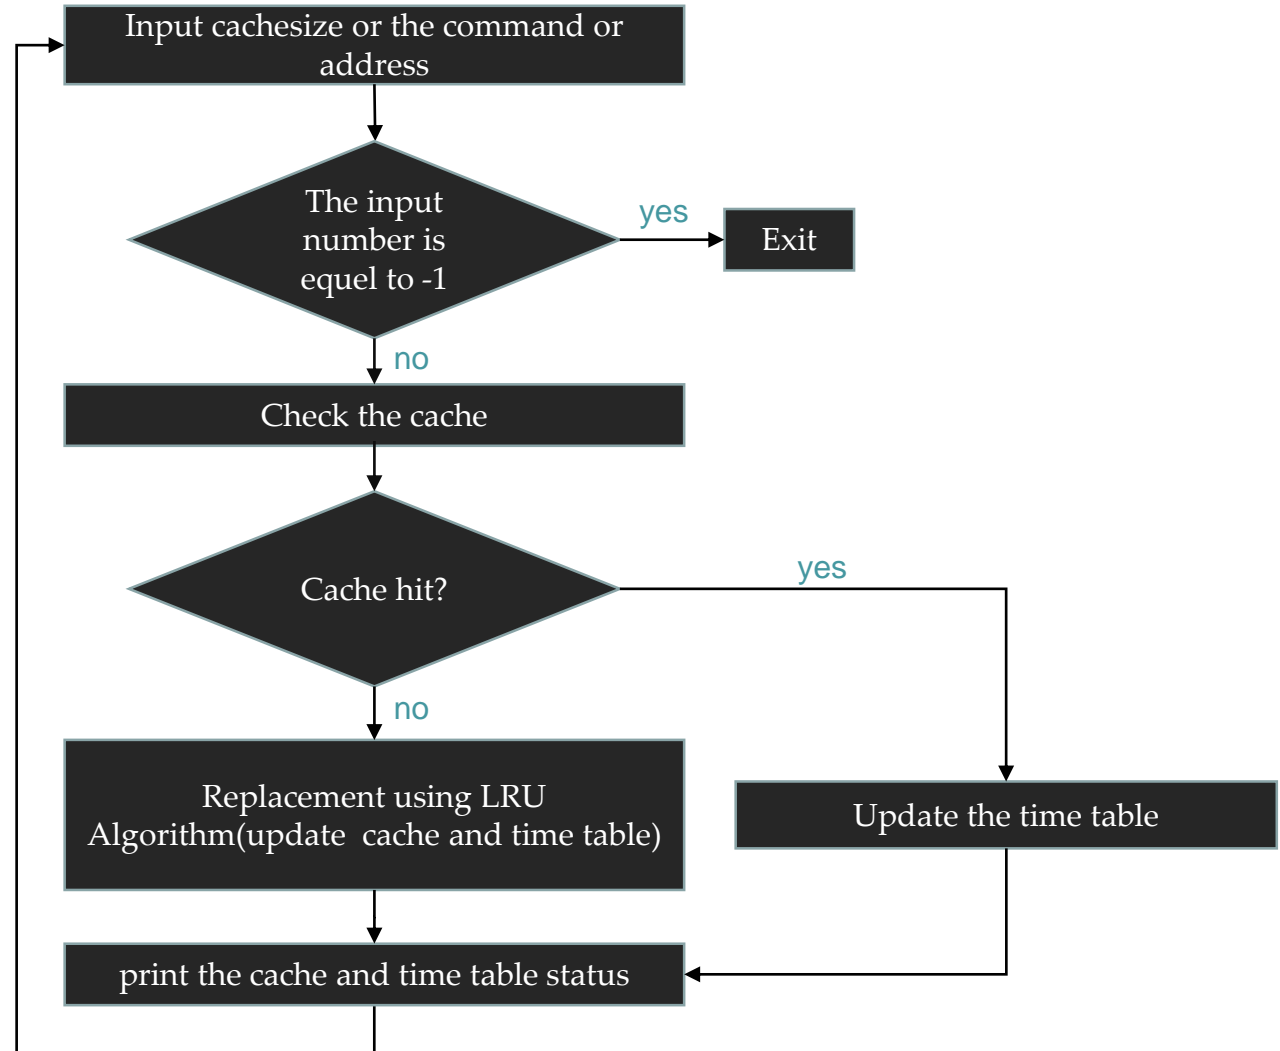 Input cachesize or the command or
address
The input
number is
equel to -1
yes
Exit
no
Check the cache
Cache hit?
yes
no
Replacement using LRU
Algorithm(update  cache and time table)
Update the time table
print the cache and time table status